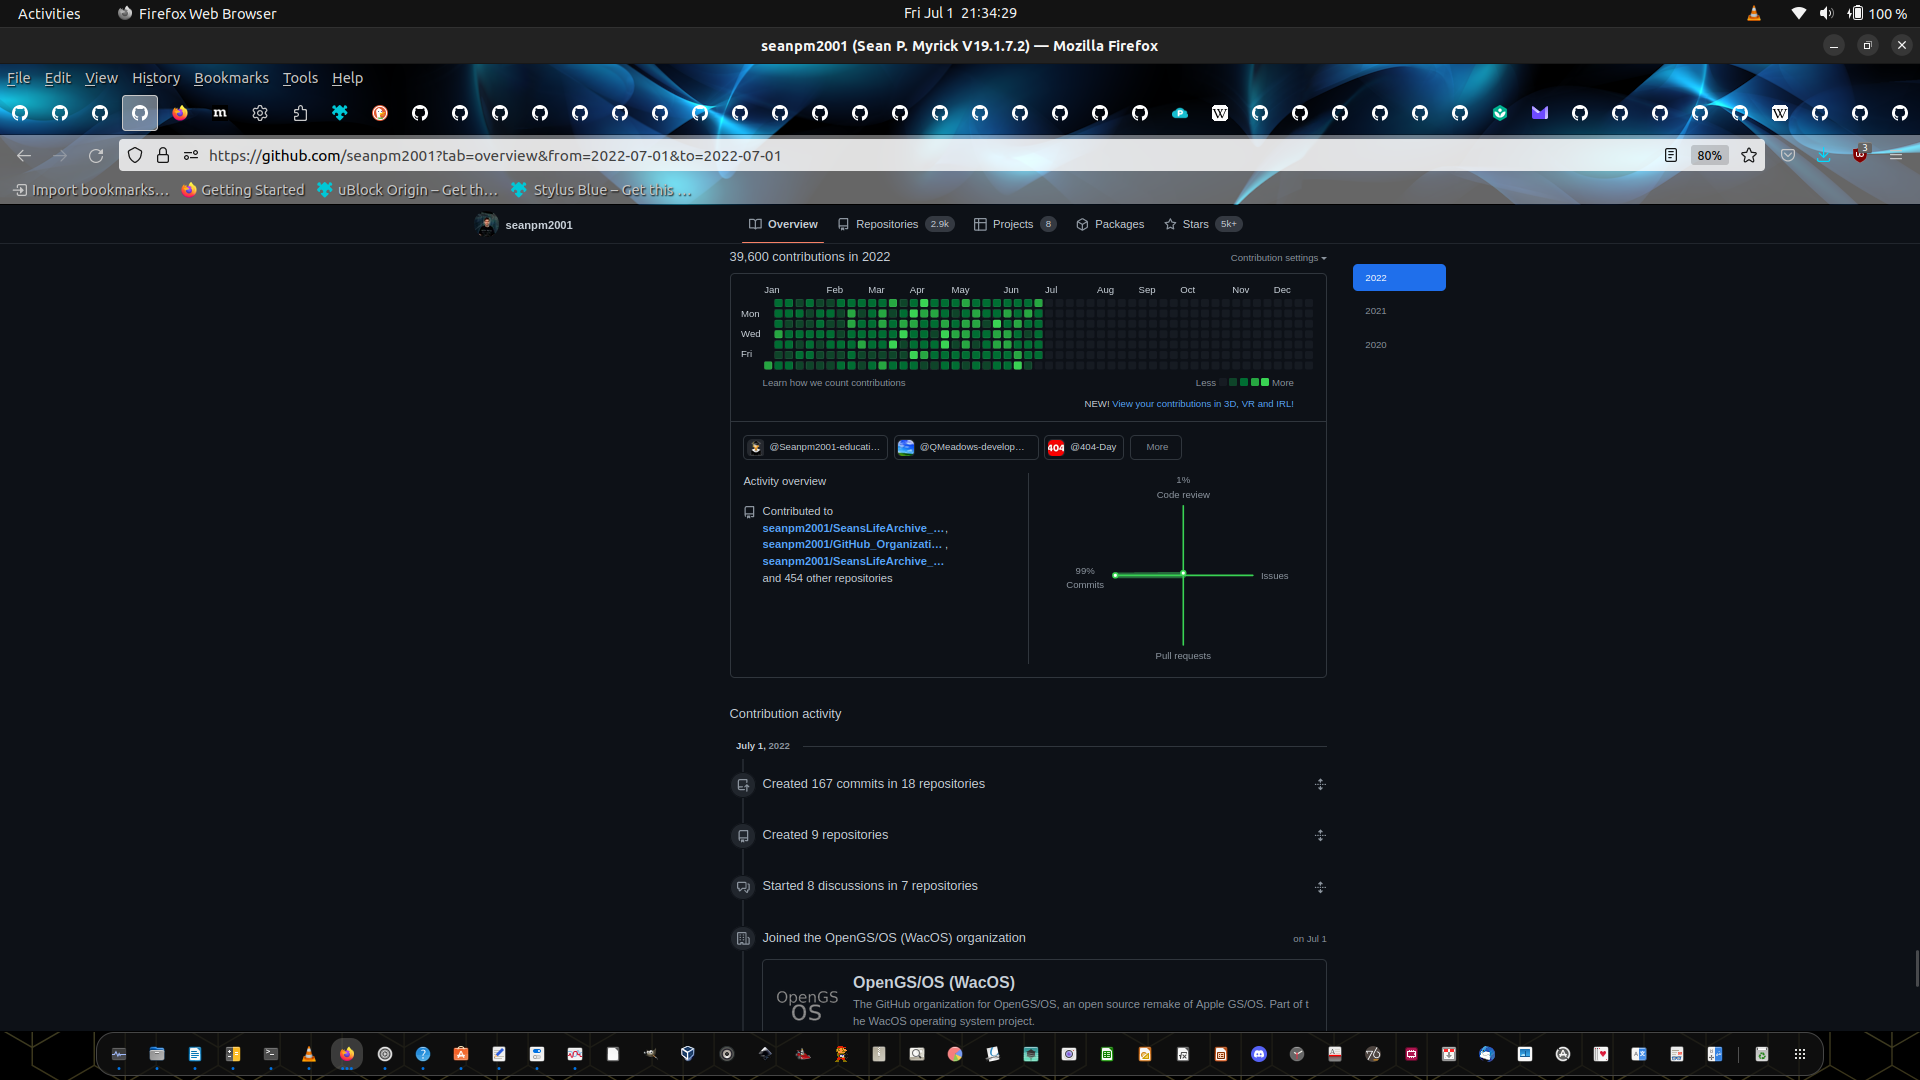 Activities Firefox Web Browser Fri Jul 1 21:34:29 100 %
seanpm2001 (Sean P. Myrick V19.1.7.2) — Mozilla Firefox
File Edit View History Bookmarks Tools Help
https://github.com/seanpm2001?tab=overview&from=2022-07-01&to=2022-07-01 80% 3
Import bookmarks… Getting Started uBlock Origin – Get th… Stylus Blue – Get this …
seanpm2001 Overview Repositories 2.9k Projects 8 Packages Stars 5k+
39,600 contributions in 2022 Contribution settings
2022
2021
2020
Jan Feb Mar Apr May Jun Jul Aug Sep Oct Nov Dec
Mon
Wed
Fri
Learn how we count contributions Less More
NEW! View your contributions in 3D, VR and IRL!
@Seanpm2001-educati… @QMeadows-develop… 404 @404-Day More
Activity overview
Contributed to
seanpm2001/SeansLifeArchive_…,
seanpm2001/GitHub_Organizati… ,
seanpm2001/SeansLifeArchive_…
and 454 other repositories
1%
Code review
99%
Commits
Issues
Pull requests
Contribution activity
July 1, 2022
Created 167 commits in 18 repositories
Created 9 repositories
Started 8 discussions in 7 repositories
Joined the OpenGS/OS (WacOS) organization on Jul 1
OpenGS
OS
OpenGS/OS (WacOS)
The GitHub organization for OpenGS/OS, an open source remake of Apple GS/OS. Part of t
he WacOS operating system project.